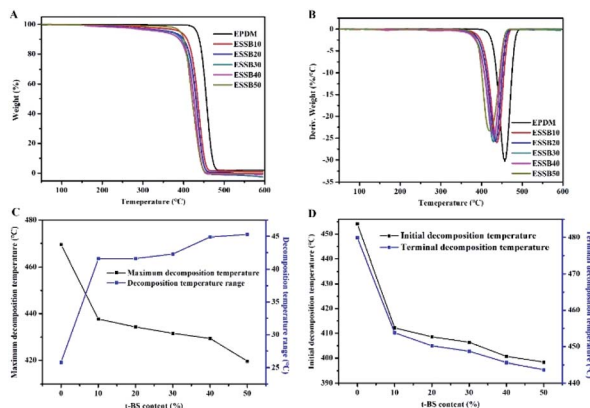 A
100
80
60
40
20
0
Weight (%)
EPDM
ESSB10
ESSB20
ESSB30
ESSB40
ESSB50
100 200 300 400 500 600
Temeperature (°C)
B
0
-5
-10
-15
-20
-25
-30
Deriv. Weight (%/°C)
EPDM
ESSB10
ESSB20
ESSB30
ESSB40
ESSB50
0 100 200 300 400 500 600
Temeprature (°C)
C
480
460
440
420
Maximum decomposition temperature (°C)
Maximum decomposition temperature
Decomposition temperature range
45
40
35
30
25
Decomposition temperature range (°C)
0 10 20 30 40 50
t-BS content (%)
D
450
440
430
420
410
400
390
Initial decomposition temperature (°C)
Initial decomposition temperature
Terminal decomposition temperature
480
470
460
450
440
0 10 20 30 40 50
t-BS content (%)